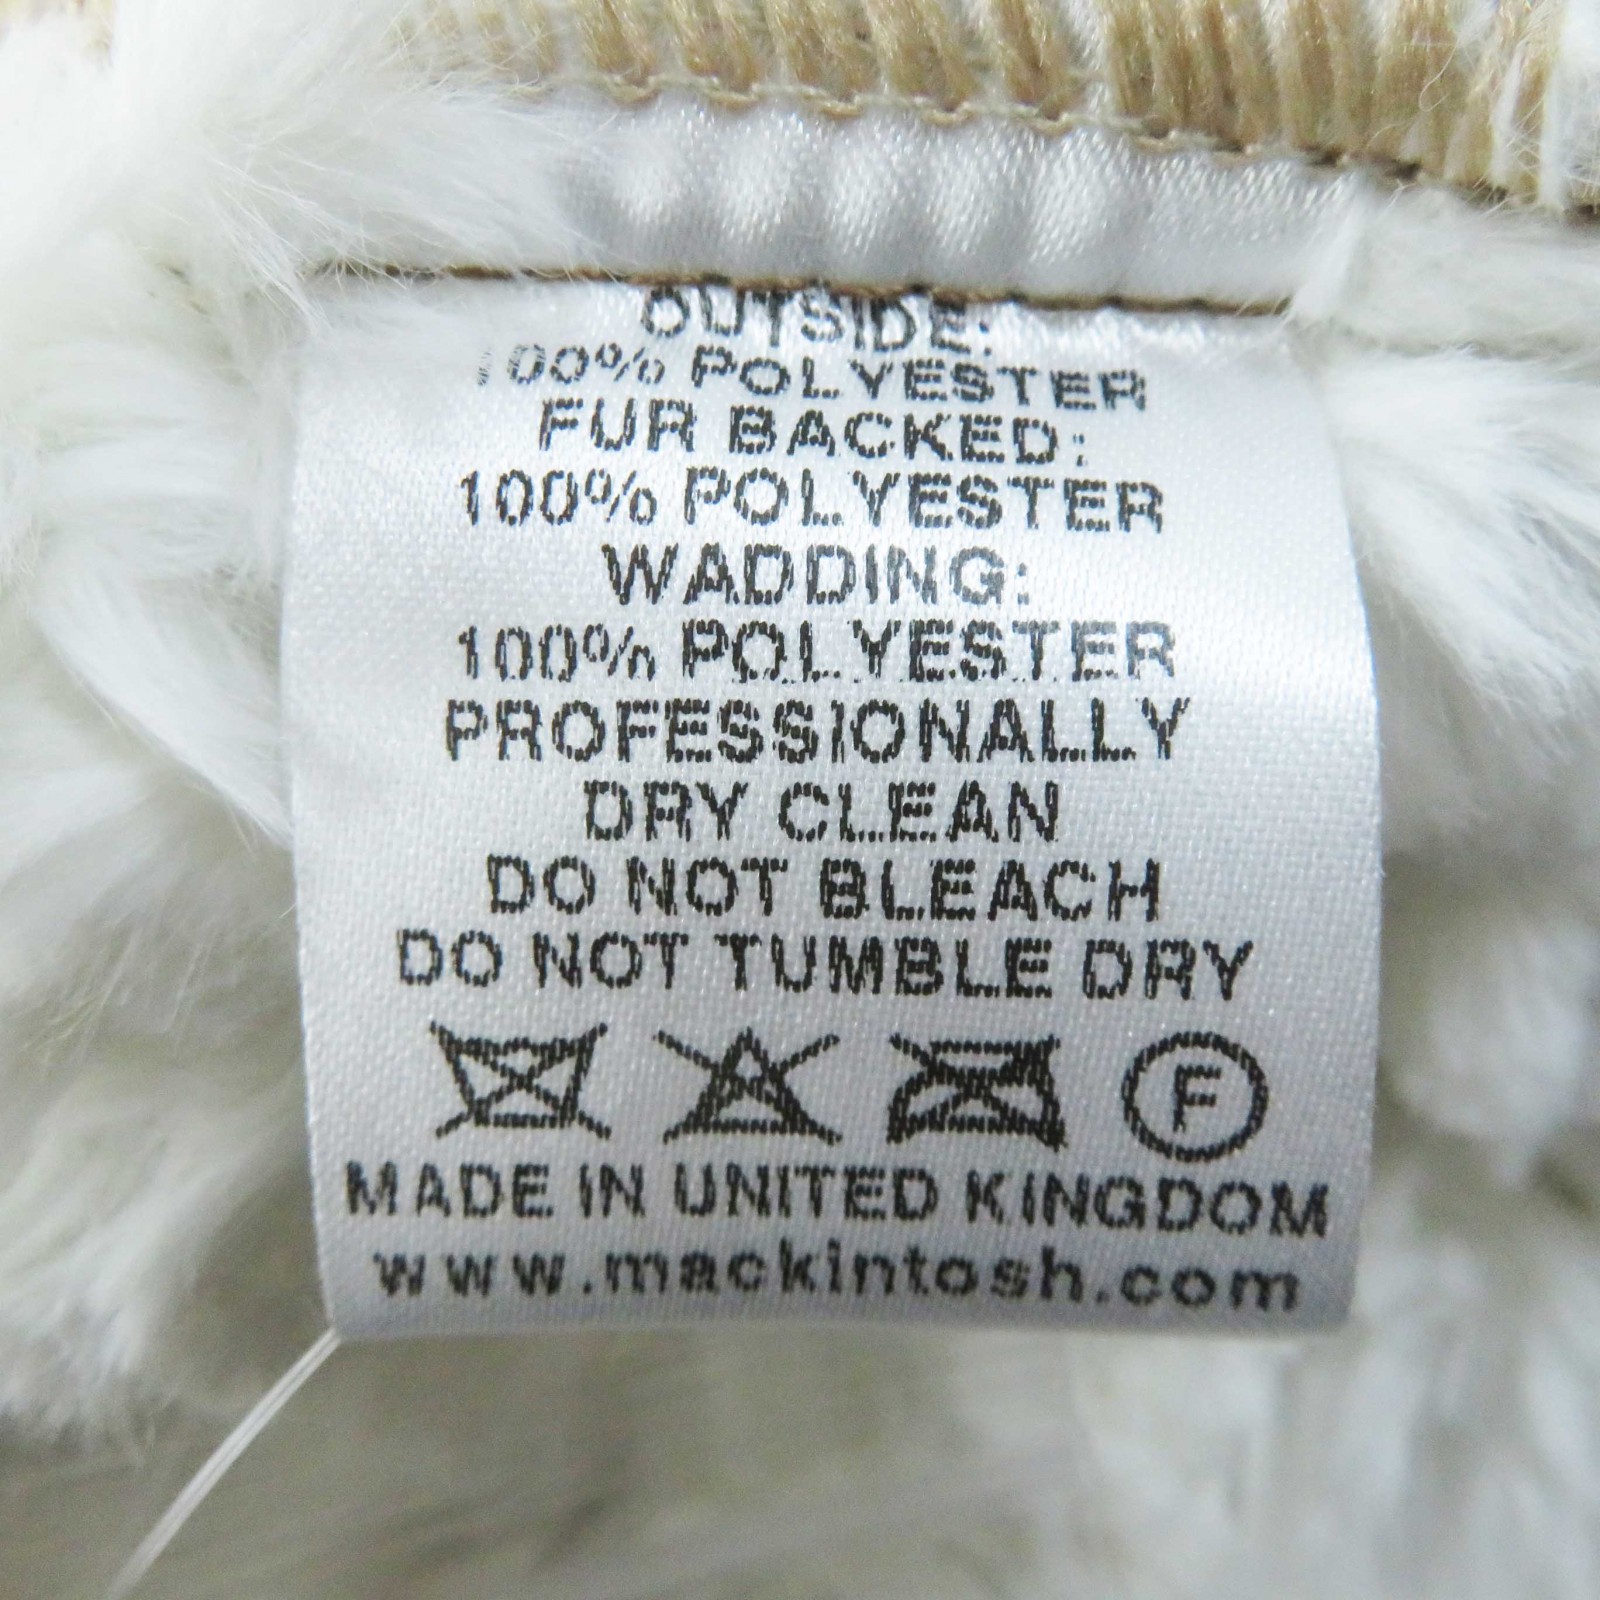 OUTSIDE:
100% POLYESTER
FUR BACKED:
100% POLYESTER
WADDING:
100% POLYESTER
PROFESSIONALLY
DRY CLEAN
DO NOT BLEACH
DO NOT TUMBLE DRY
F
MADE IN UNITED KINGDOM
www.mackintosh.com